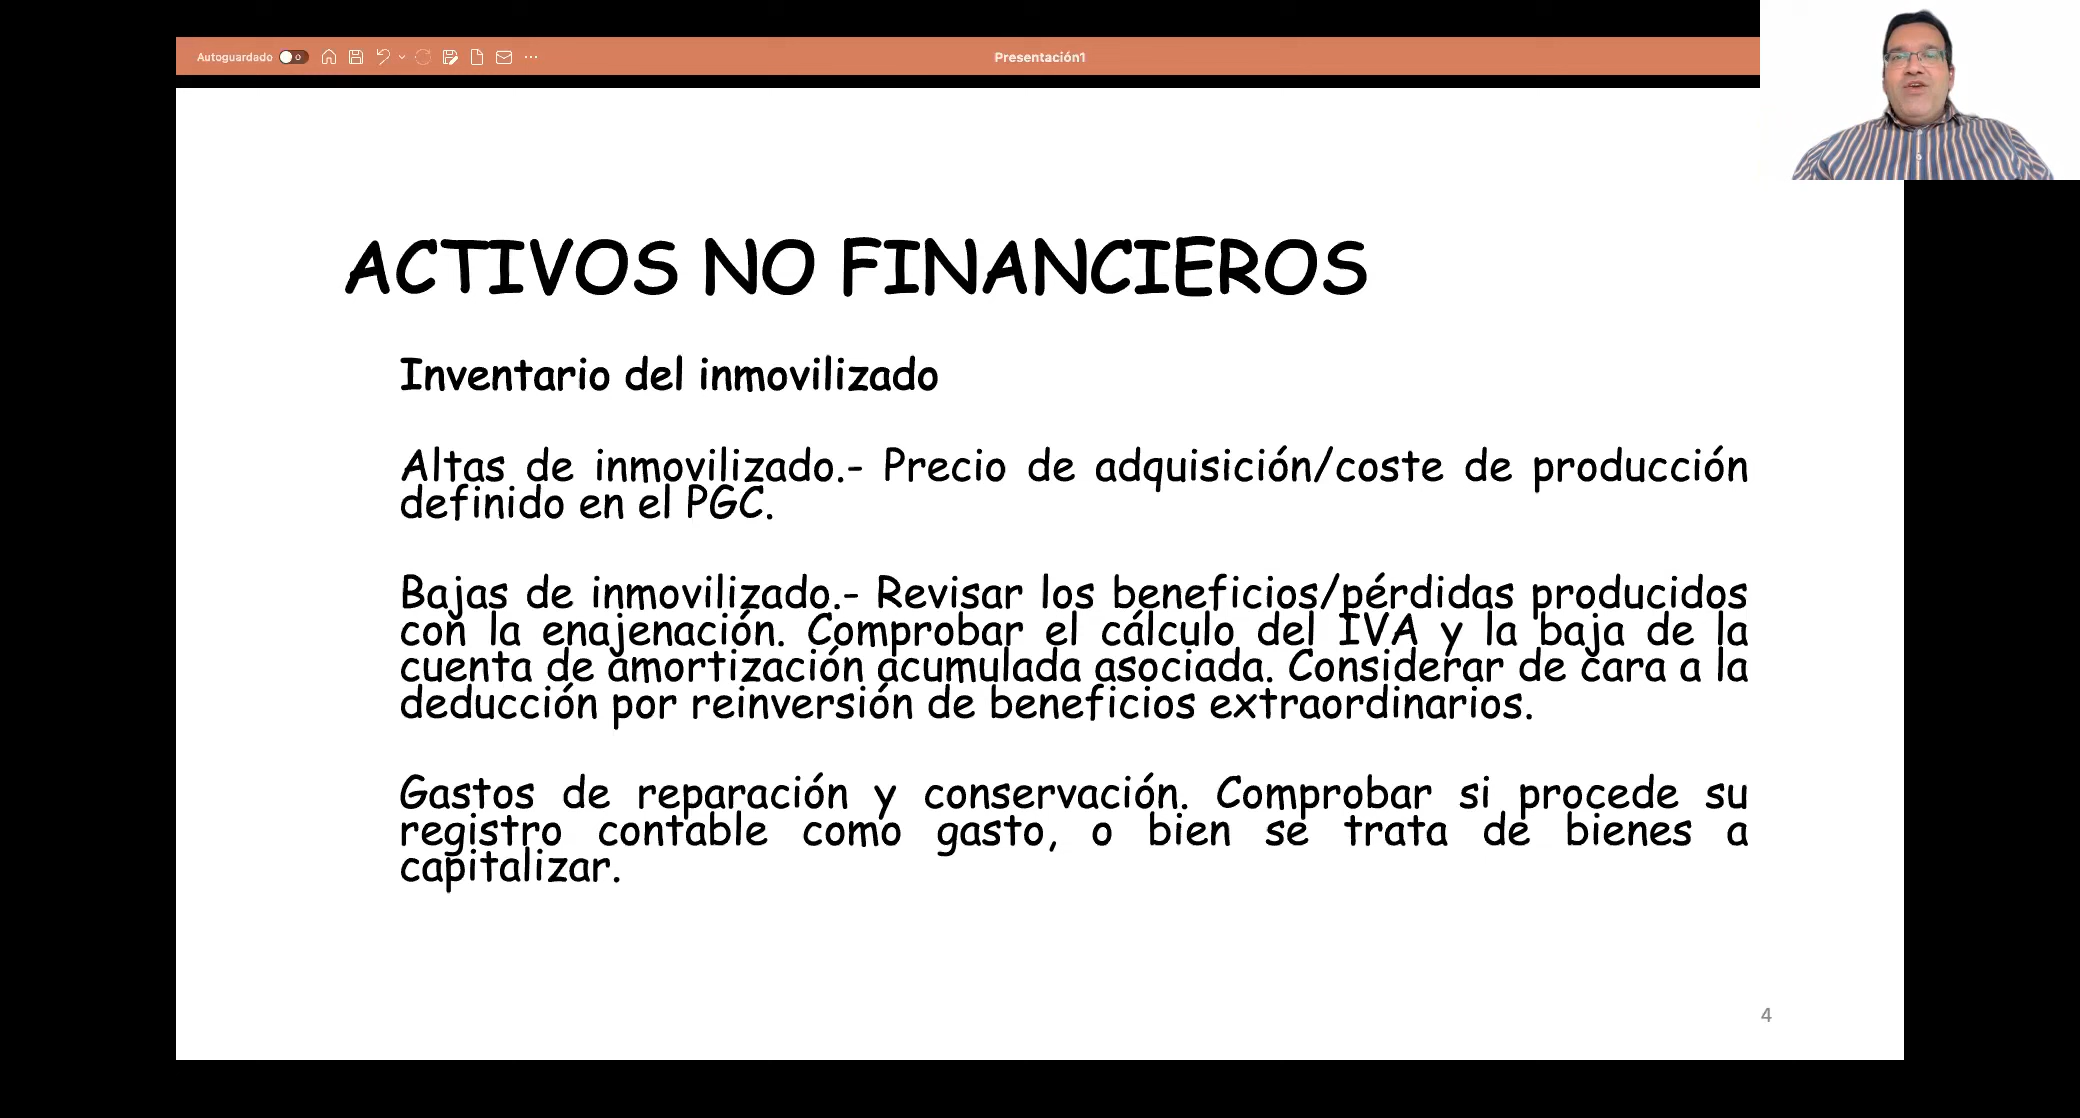 Autoguardado
Presentación1
ACTIVOS NO FINANCIEROS
Inventario del inmovilizado
Altas de inmovilizado.- Precio de adquisición/coste de producción
definido en el PGC.
Bajas de inmovilizado.- Revisar los beneficios/pérdidas producidos
con la enajenación. Comprobar el cálculo del IVA y la baja de la
cuenta de amortización acumulada asociada. Considerar de cara a la
deducción por reinversión de beneficios extraordinarios.
Gastos de reparación y conservación. Comprobar si procede su
registro contable como gasto, o bien se trata de bienes a
capitalizar.
4